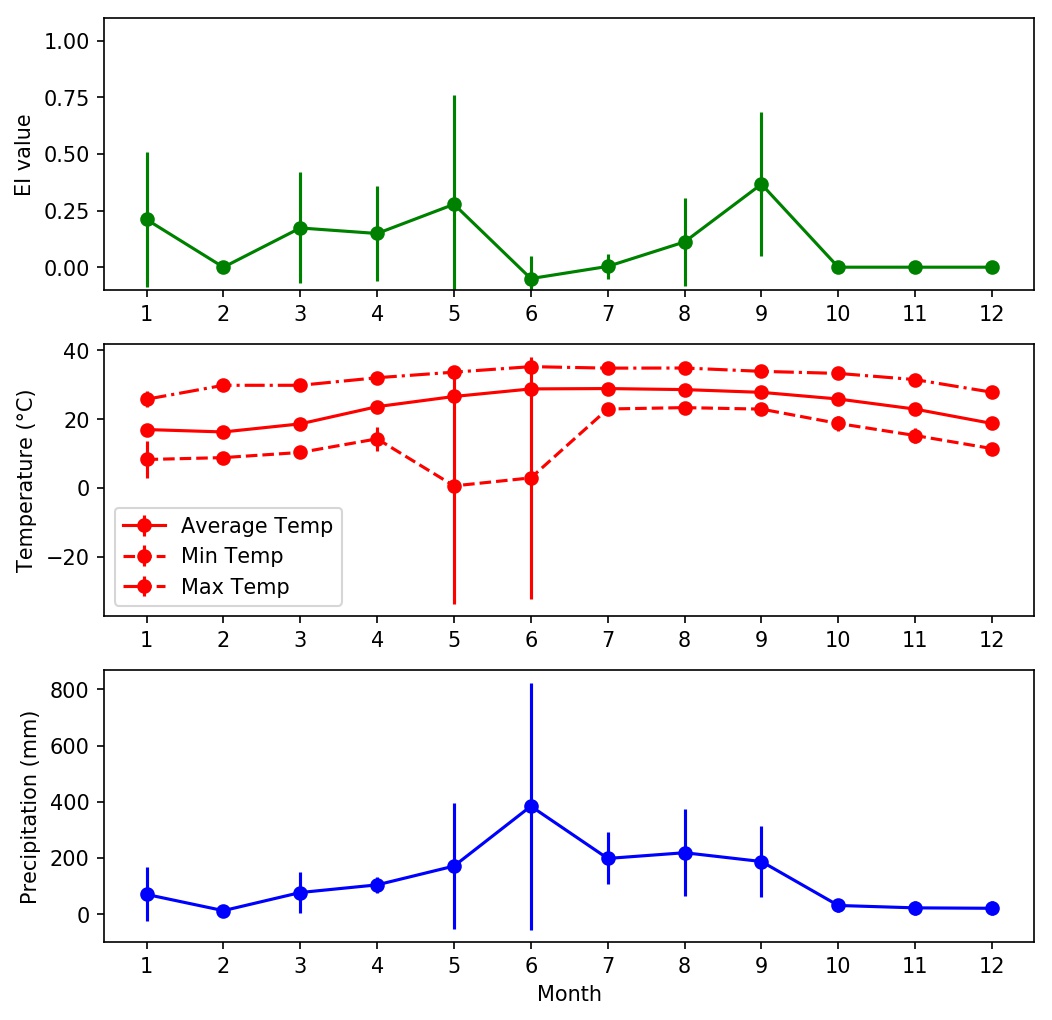 EI value
1.00
0.75
0.50
0.25
0.00
1 2 3 4 5 6 7 8 9 10 11 12
Temperature (°C)
40
20
0
−20
Average Temp
Min Temp
Max Temp
1 2 3 4 5 6 7 8 9 10 11 12
Precipitation (mm)
800
600
400
200
0
1 2 3 4 5 6 7 8 9 10 11 12
Month